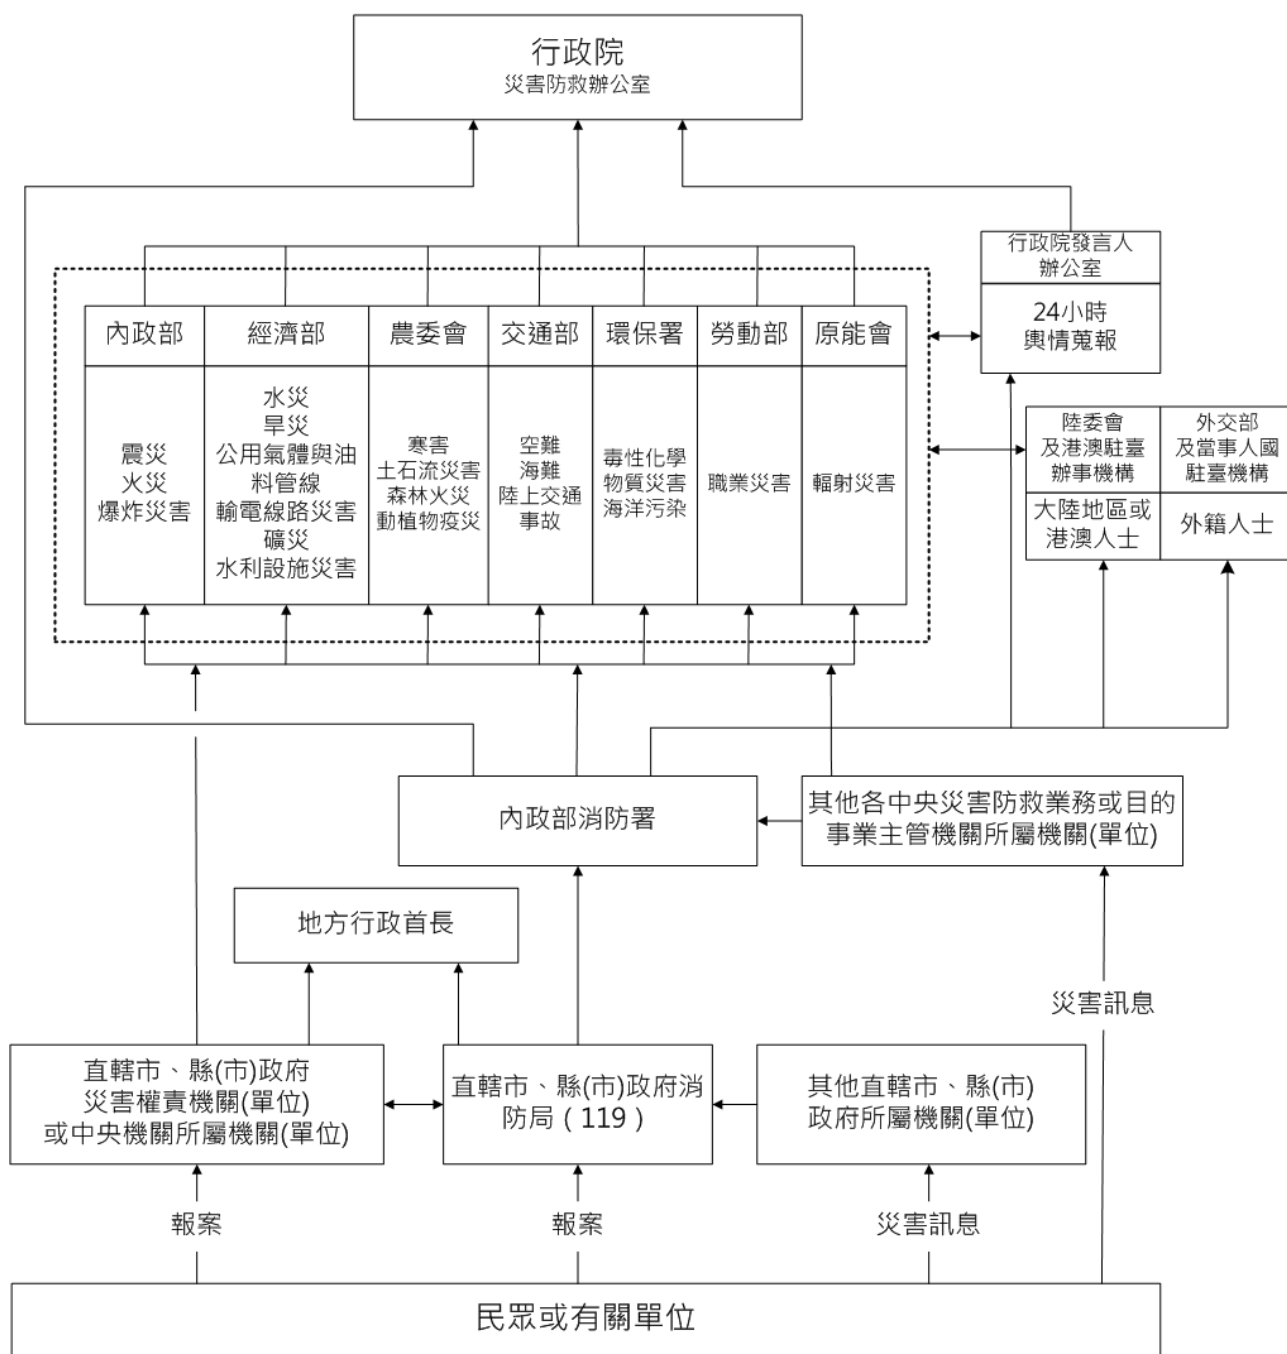 行政院
災害防救辦公室
行政院發言人
辦公室
24小時
輿情蒐報
內政部
經濟部
農委會
交通部
環保署
勞動部
原能會
震災
火災
爆炸災害
水災
旱災
公用氣體與油
料管線
輸電線路災害
礦災
水利設施災害
寒害
土石流災害
森林火災
動植物疫災
空難
海難
陸上交通
事故
毒性化學
物質災害
海洋污染
職業災害
輻射災害
陸委會
及港澳駐臺
辦事機構
大陸地區或
港澳人士
外交部
及當事人國
駐臺機構
外籍人士
內政部消防署
其他各中央災害防救業務或目的
事業主管機關所屬機關(單位)
地方行政首長
災害訊息
直轄市、縣(市)政府
災害權責機關(單位)
或中央機關所屬機關(單位)
直轄市、縣(市)政府消
防局（119）
其他直轄市、縣(市)
政府所屬機關(單位)
報案
報案
災害訊息
民眾或有關單位